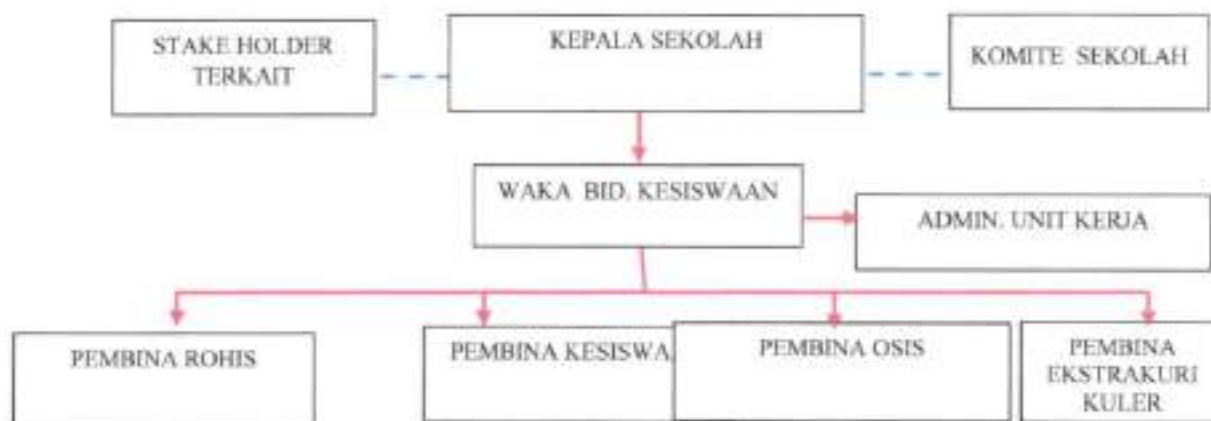 STAKE HOLDER
TERKAIT
KEPALA SEKOLAH
KOMITE SEKOLAH
WAKA BID. KESISWAAN
ADMIN. UNIT KERJA
PEMBINA ROHIS
PEMBINA KESISWA
PEMBINA OSIS
PEMBINA
EKSTRAKURI
KULER